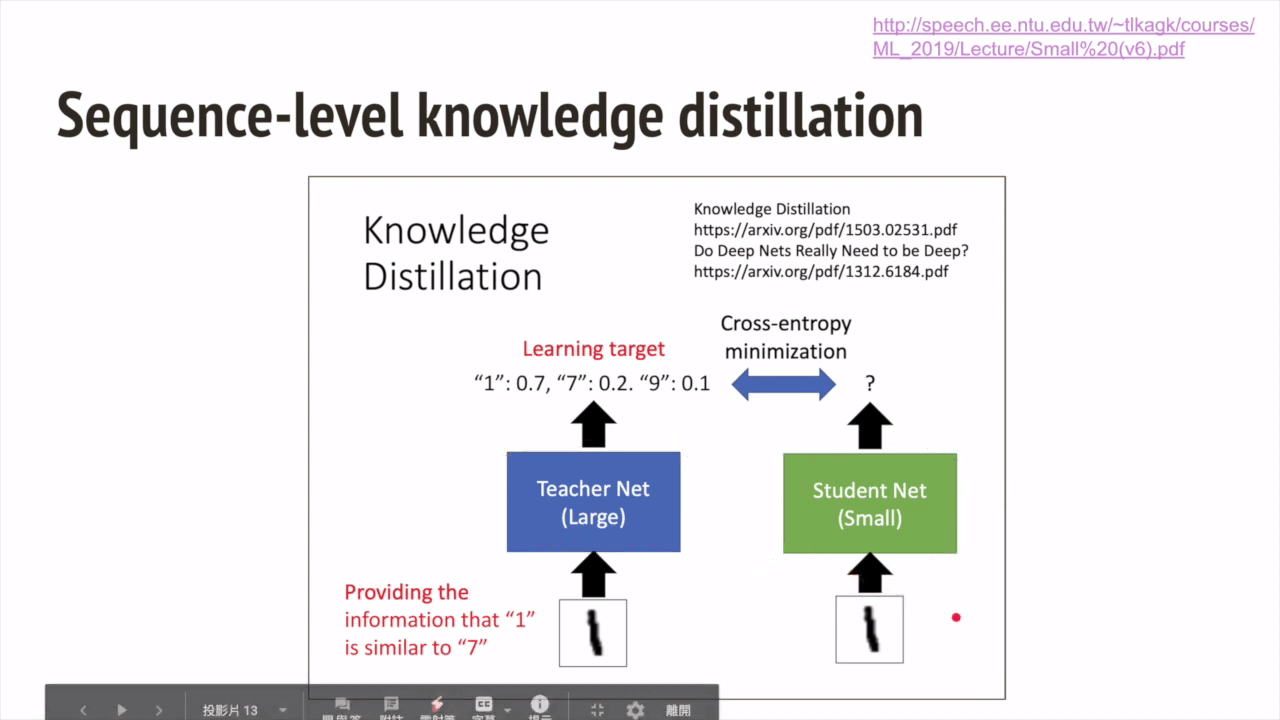 http://speech.ee.ntu.edu.tw/~tlkagk/courses/
ML_2019/Lecture/Small%20(v6).pdf
Sequence-level knowledge distillation
Knowledge
Distillation
Knowledge Distillation
https://arxiv.org/pdf/1503.02531.pdf
Do Deep Nets Really Need to be Deep?
https://arxiv.org/pdf/1312.6184.pdf
Cross-entropy
minimization
Learning target
“1”: 0.7, “7”: 0.2. “9”: 0.1
?
Teacher Net
(Large)
Student Net
(Small)
Providing the
information that “1”
is similar to “7”
投影片 13
離開